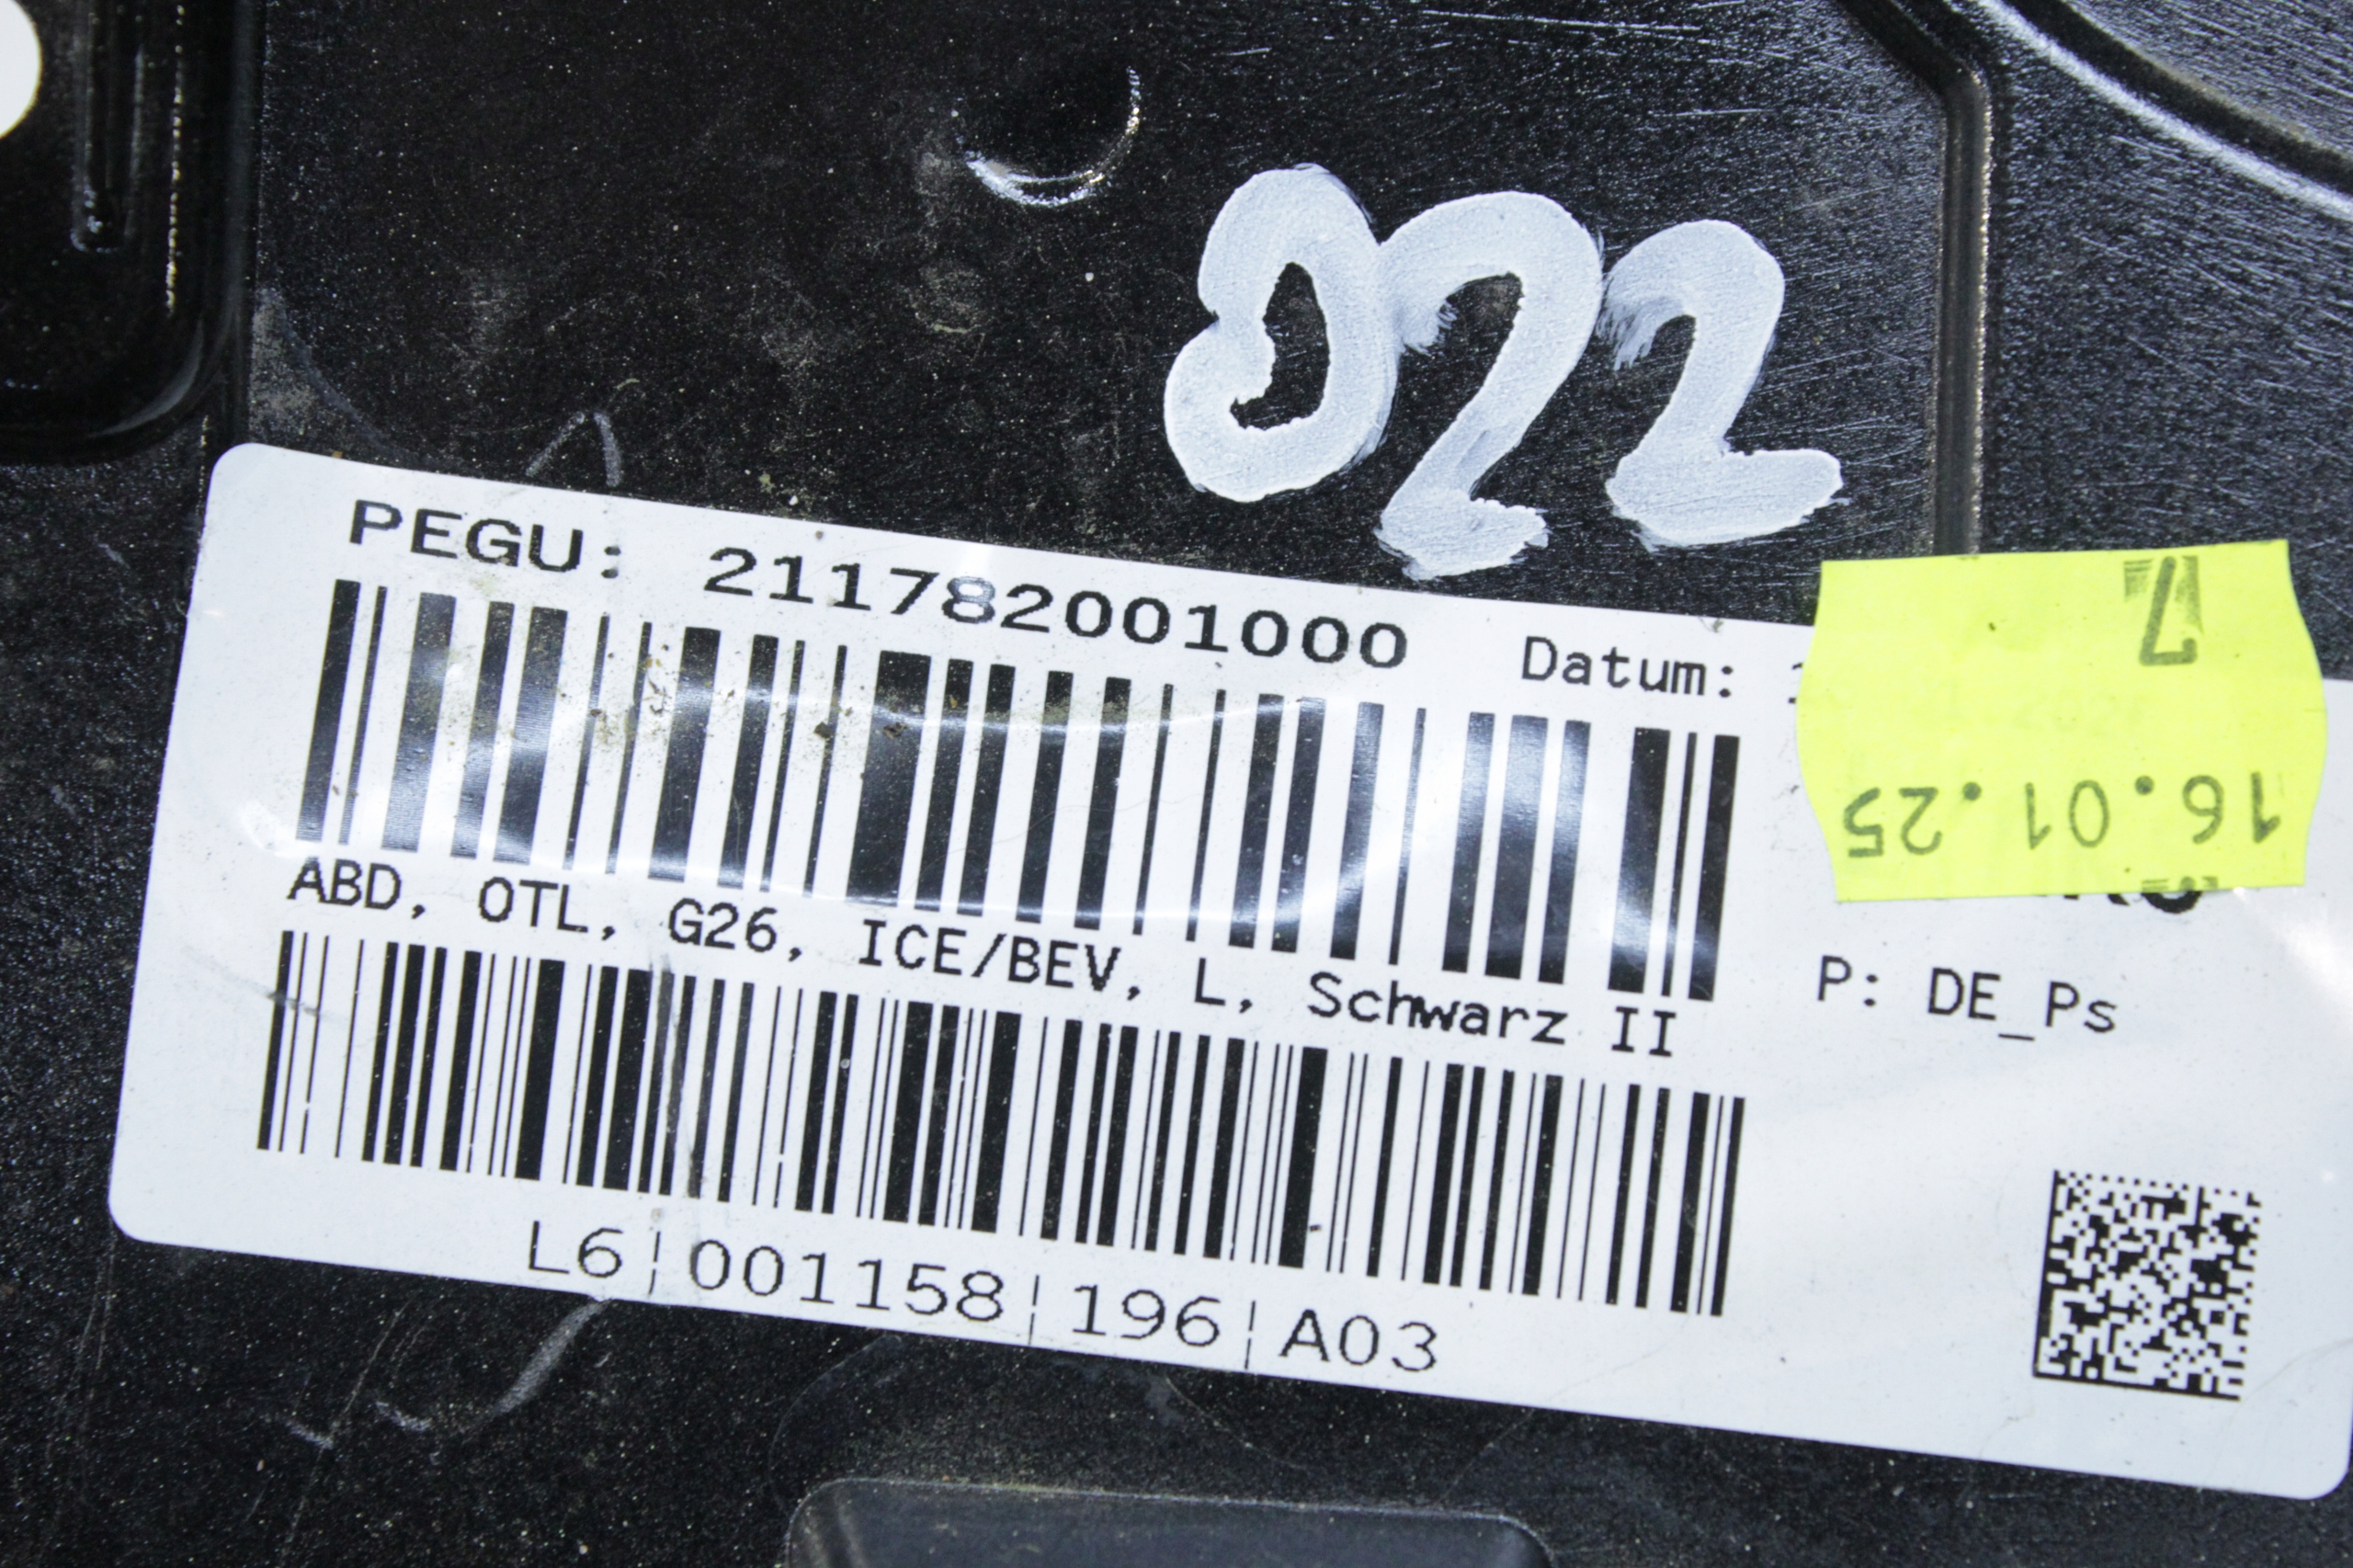 022
PEGU: 211782001000
Datum:
7
16.01.25
ABD, OTL, G26, ICE/BEV, L, Schwarz II
P: DE_Ps
L6¦001158¦196¦A03